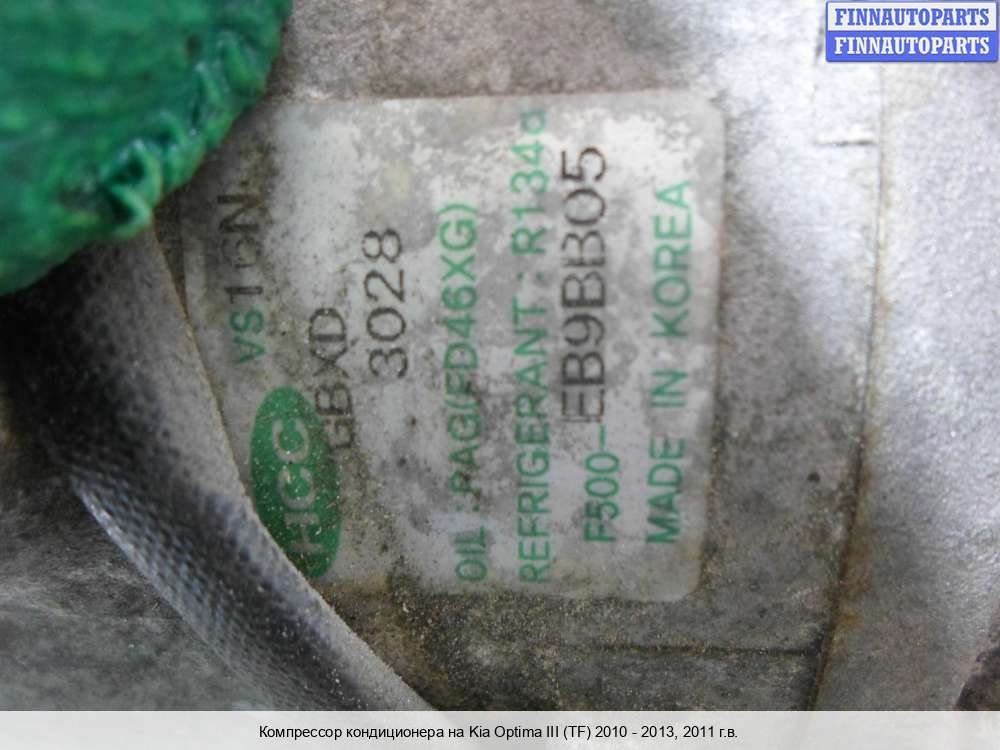 FINNAUTOPARTS
FINNAUTOPARTS
HCC VS16N
GBXD
3028
OIL : PAG(FD46XG)
REFRIGERANT : R134a
F500-EB9BB05
MADE IN KOREA
Компрессор кондиционера на Kia Optima III (TF) 2010 - 2013, 2011 г.в.